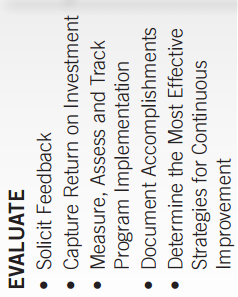 EVALUATE
• Solicit Feedback
• Capture Return on Investment
• Measure, Assess and Track
Program Implementation
• Document Accomplishments
• Determine the Most Effective
Strategies for Continuous
Improvement